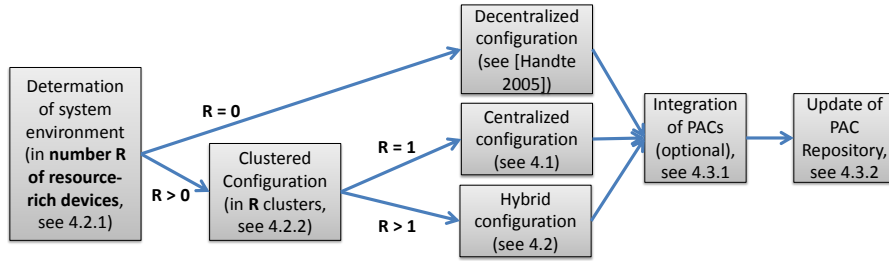 Determation
of system
environment
(in number R
of resource-
rich devices,
see 4.2.1)
R = 0
R > 0
Clustered
Configuration
(in R clusters,
see 4.2.2)
R = 1
R > 1
Decentralized
configuration
(see [Handte
2005])
Centralized
configuration
(see 4.1)
Hybrid
configuration
(see 4.2)
Integration
of PACs
(optional),
see 4.3.1
Update of
PAC
Repository,
see 4.3.2